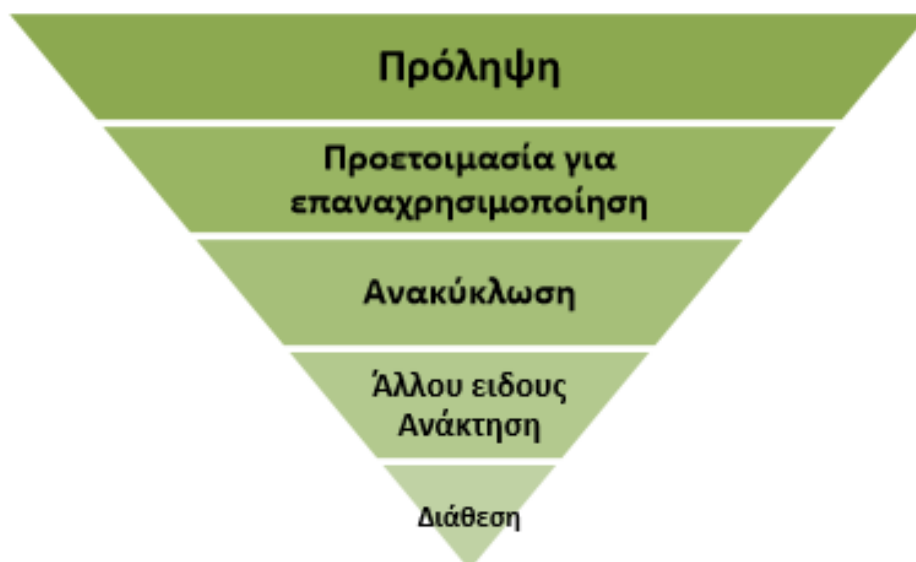 Πρόληψη
Προετοιμασία για
επαναχρησιμοποίηση
Ανακύκλωση
Άλλου ειδους
Ανάκτηση
Διάθεση